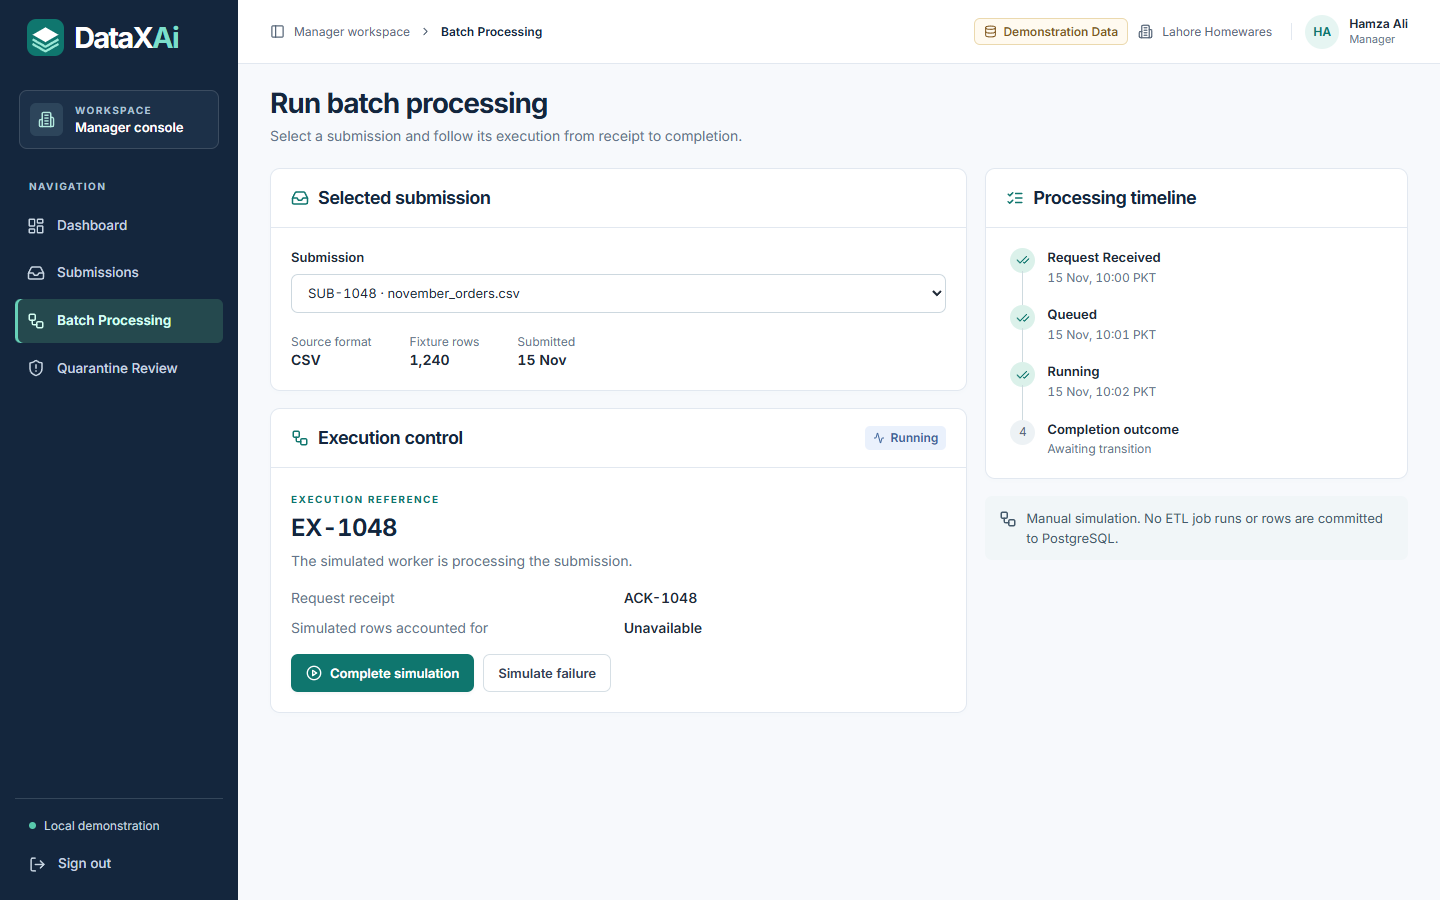 DataXAi
WORKSPACE
Manager console
NAVIGATION
Dashboard
Submissions
Batch Processing
Quarantine Review
Local demonstration
Sign out
Manager workspace > Batch Processing
Demonstration Data
Lahore Homewares
HA
Hamza Ali
Manager
Run batch processing
Select a submission and follow its execution from receipt to completion.
Selected submission
Submission
SUB-1048 · november_orders.csv
Source format
CSV
Fixture rows
1,240
Submitted
15 Nov
Execution control
Running
EXECUTION REFERENCE
EX-1048
The simulated worker is processing the submission.
Request receipt ACK-1048
Simulated rows accounted for Unavailable
Complete simulation
Simulate failure
Processing timeline
Request Received
15 Nov, 10:00 PKT
Queued
15 Nov, 10:01 PKT
Running
15 Nov, 10:02 PKT
4
Completion outcome
Awaiting transition
Manual simulation. No ETL job runs or rows are committed
to PostgreSQL.